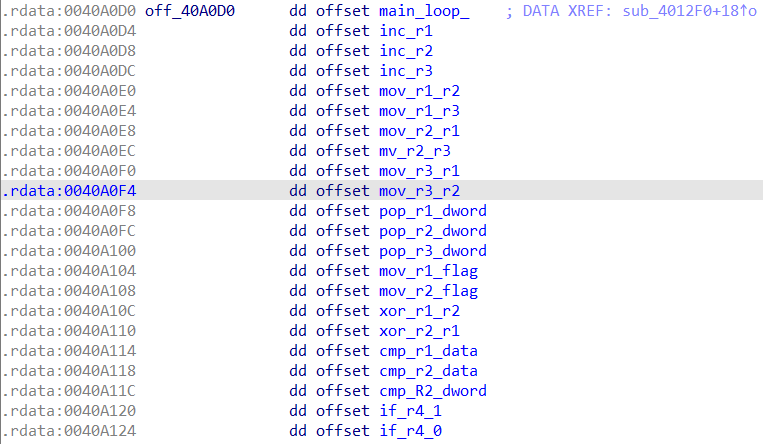 .rdata:0040A0D0 off_40A0D0 dd offset main_loop_ ; DATA XREF: sub_4012F0+18↑o
.rdata:0040A0D4 dd offset inc_r1
.rdata:0040A0D8 dd offset inc_r2
.rdata:0040A0DC dd offset inc_r3
.rdata:0040A0E0 dd offset mov_r1_r2
.rdata:0040A0E4 dd offset mov_r1_r3
.rdata:0040A0E8 dd offset mov_r2_r1
.rdata:0040A0EC dd offset mv_r2_r3
.rdata:0040A0F0 dd offset mov_r3_r1
.rdata:0040A0F4 dd offset mov_r3_r2
.rdata:0040A0F8 dd offset pop_r1_dword
.rdata:0040A0FC dd offset pop_r2_dword
.rdata:0040A100 dd offset pop_r3_dword
.rdata:0040A104 dd offset mov_r1_flag
.rdata:0040A108 dd offset mov_r2_flag
.rdata:0040A10C dd offset xor_r1_r2
.rdata:0040A110 dd offset xor_r2_r1
.rdata:0040A114 dd offset cmp_r1_data
.rdata:0040A118 dd offset cmp_r2_data
.rdata:0040A11C dd offset cmp_R2_dword
.rdata:0040A120 dd offset if_r4_1
.rdata:0040A124 dd offset if_r4_0